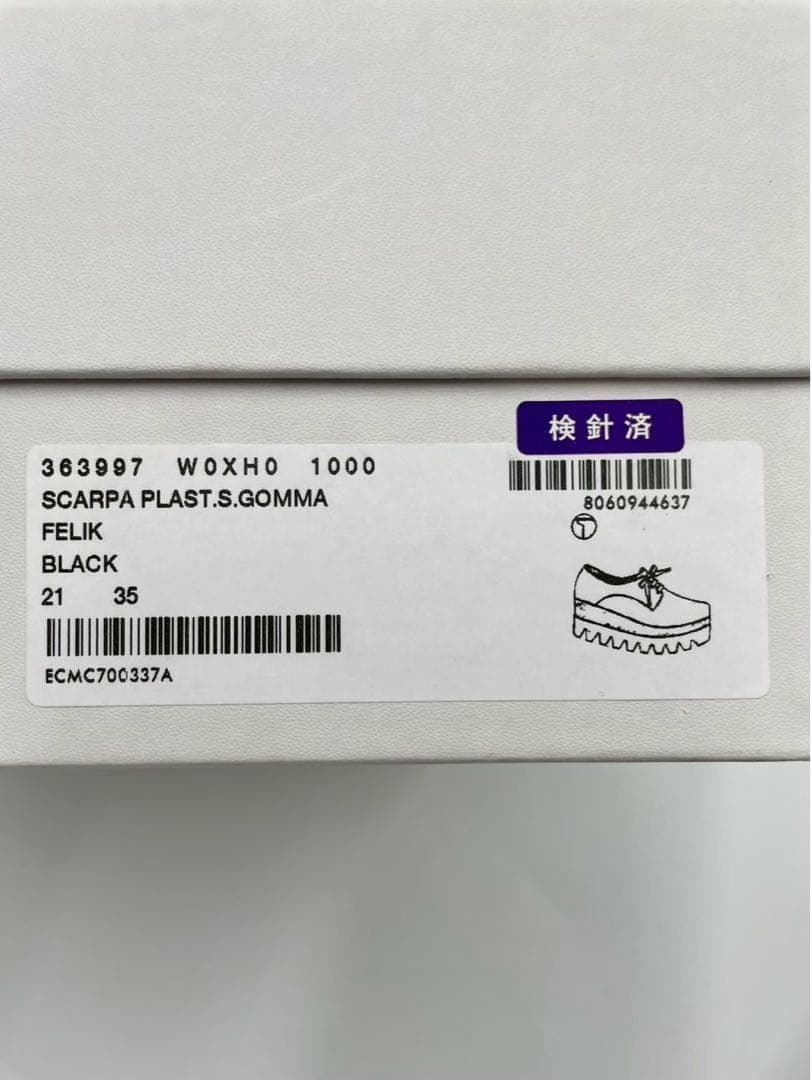 検針済
363997 W0XH0 1000
SCARPA PLAST.S.GOMMA
FELIK
BLACK
21 35
ECMC700337A
8060944637